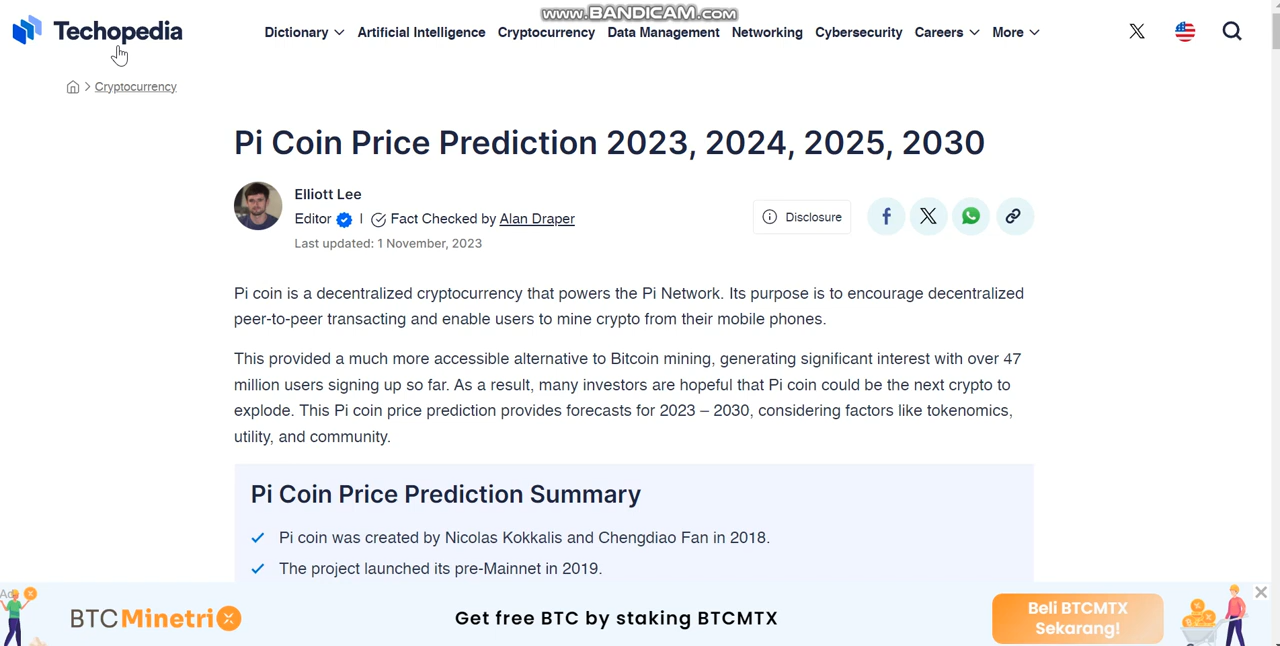 www.BANDICAM.com
Techopedia
Dictionary Artificial Intelligence Cryptocurrency Data Management Networking Cybersecurity Careers More
Cryptocurrency
Pi Coin Price Prediction 2023, 2024, 2025, 2030
Elliott Lee
Editor | Fact Checked by Alan Draper
Last updated: 1 November, 2023
Disclosure
Pi coin is a decentralized cryptocurrency that powers the Pi Network. Its purpose is to encourage decentralized
peer-to-peer transacting and enable users to mine crypto from their mobile phones.
This provided a much more accessible alternative to Bitcoin mining, generating significant interest with over 47
million users signing up so far. As a result, many investors are hopeful that Pi coin could be the next crypto to
explode. This Pi coin price prediction provides forecasts for 2023 – 2030, considering factors like tokenomics,
utility, and community.
Pi Coin Price Prediction Summary
Pi coin was created by Nicolas Kokkalis and Chengdiao Fan in 2018.
The project launched its pre-Mainnet in 2019.
BTCMinetrix
Get free BTC by staking BTCMTX
Beli BTCMTX
Sekarang!